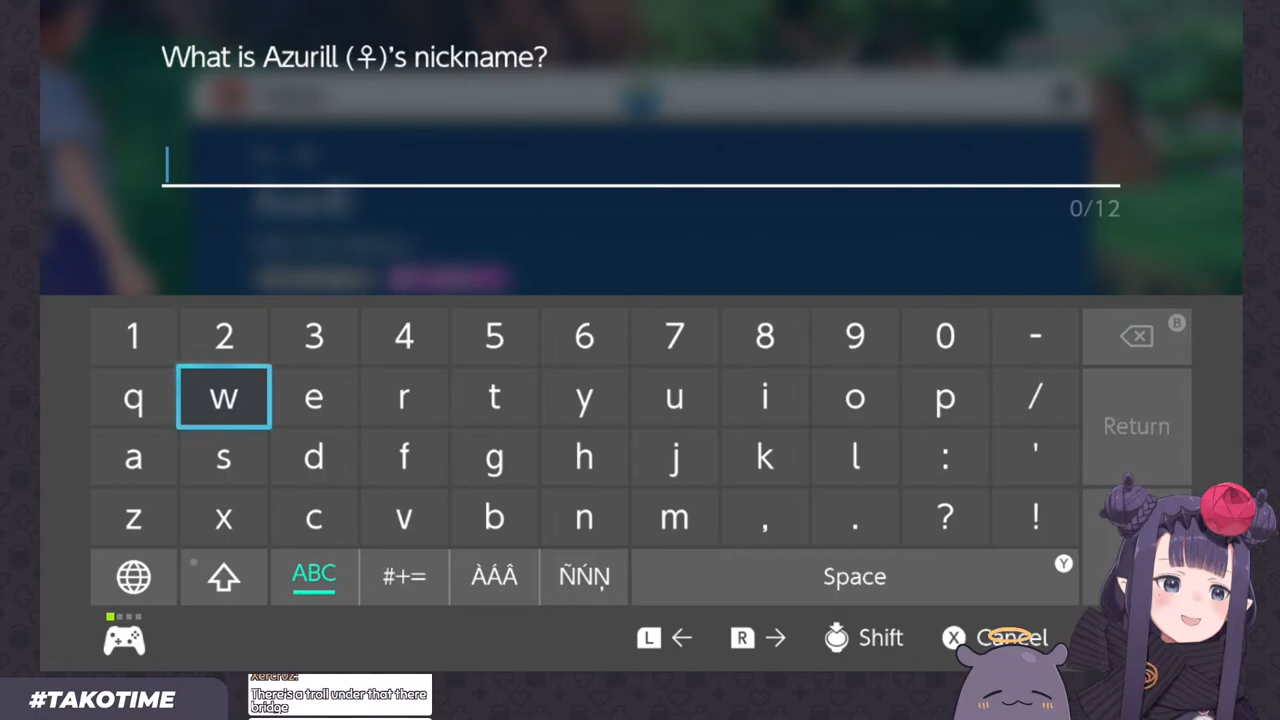 What is Azurill (♀)'s nickname?
0/12
1 2 3 4 5 6 7 8 9 0 -
q w e r t y u i o p /
Return
a s d f g h j k l : '
z x c v b n m , . ? !
ABC #+= ÀÁÂ ÑŃŅ Space
B
Y
L ← R → Shift X Cancel
#TAKOTIME
Xercruz:
There's a troll under that there
bridge